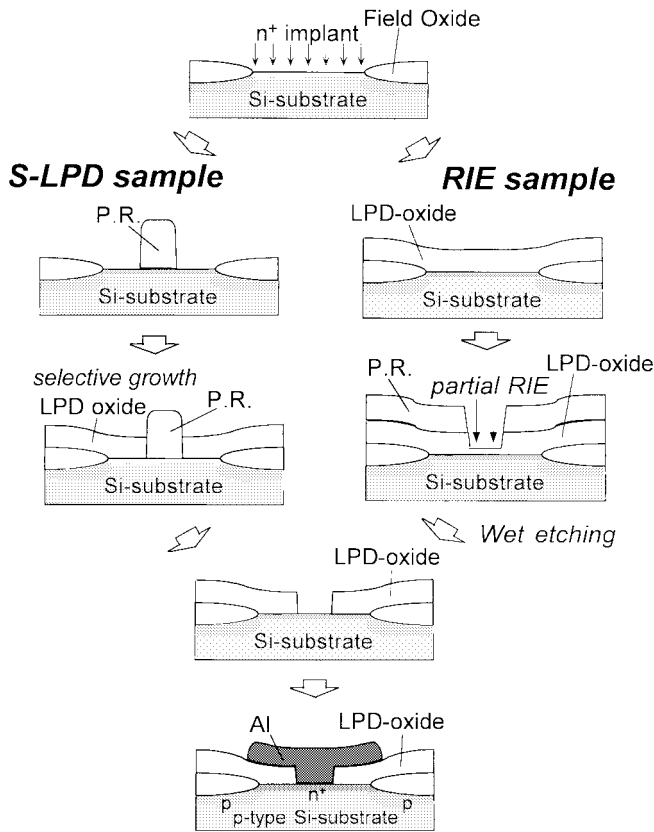 n+ implant
Field Oxide
Si-substrate
S-LPD sample
RIE sample
P.R.
Si-substrate
LPD-oxide
Si-substrate
selective growth
LPD oxide
P.R.
Si-substrate
P.R.
partial RIE
LPD-oxide
Si-substrate
Wet etching
LPD-oxide
Si-substrate
Al
LPD-oxide
n+
p
p
p-type Si-substrate